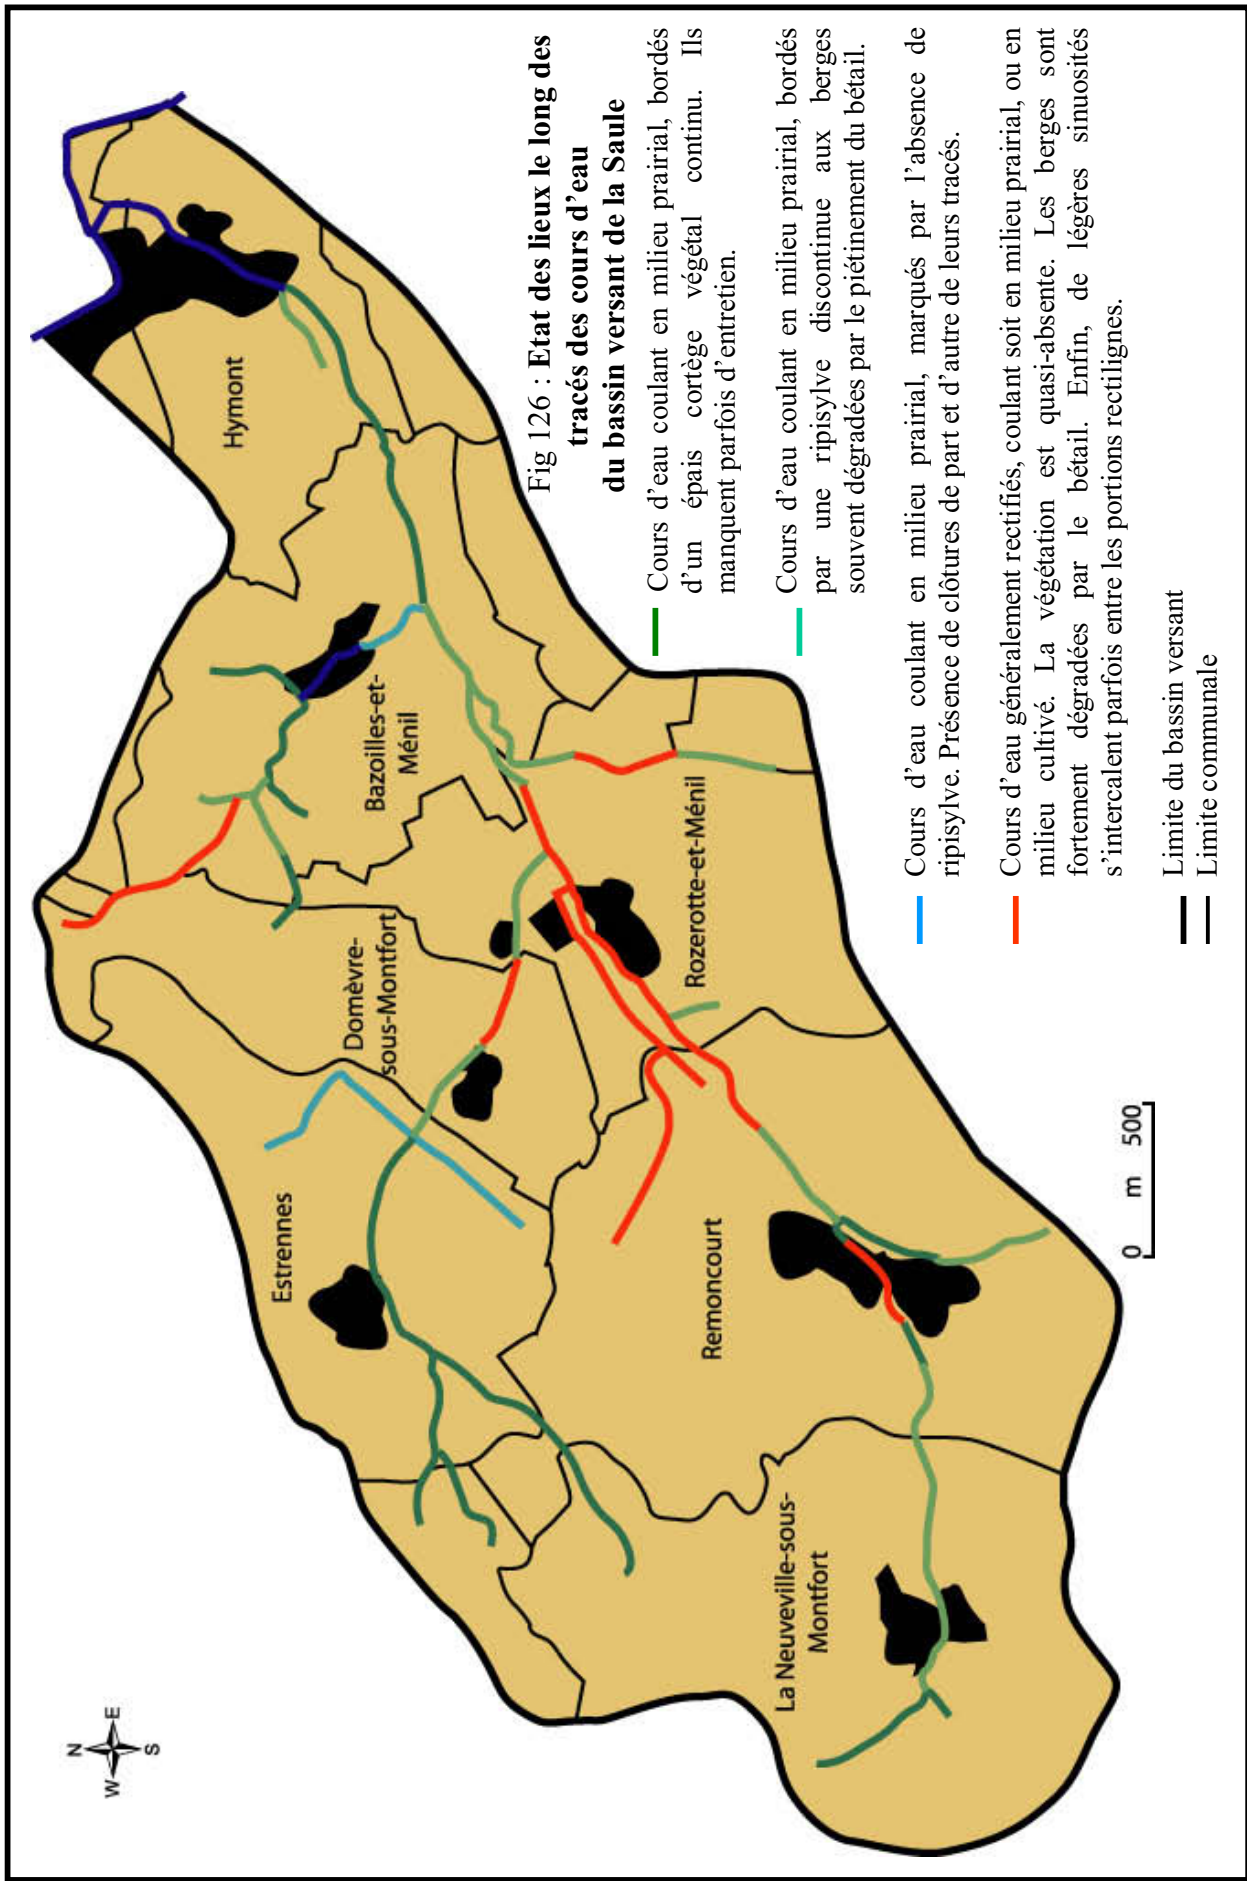 N
W E
S
Hymont
Bazoilles-et-
Ménil
Domèvre-
sous-Montfort
Estrennes
Rozerotte-et-Ménil
Remoncourt
La Neuveville-sous-
Montfort
0 m 500
Fig 126 : Etat des lieux le long des
tracés des cours d’eau
du bassin versant de la Saule
Cours d’eau coulant en milieu prairial, bordés
d’un épais cortège végétal continu. Ils
manquent parfois d’entretien.
Cours d’eau coulant en milieu prairial, bordés
par une ripisylve discontinue aux berges
souvent dégradées par le piétinement du bétail.
Cours d’eau coulant en milieu prairial, marqués par l’absence de
ripisylve. Présence de clôtures de part et d’autre de leurs tracés.
Cours d’eau généralement rectifiés, coulant soit en milieu prairial, ou en
milieu cultivé. La végétation est quasi-absente. Les berges sont
fortement dégradées par le bétail. Enfin, de légères sinuosités
s’intercalent parfois entre les portions rectilignes.
Limite du bassin versant
Limite communale